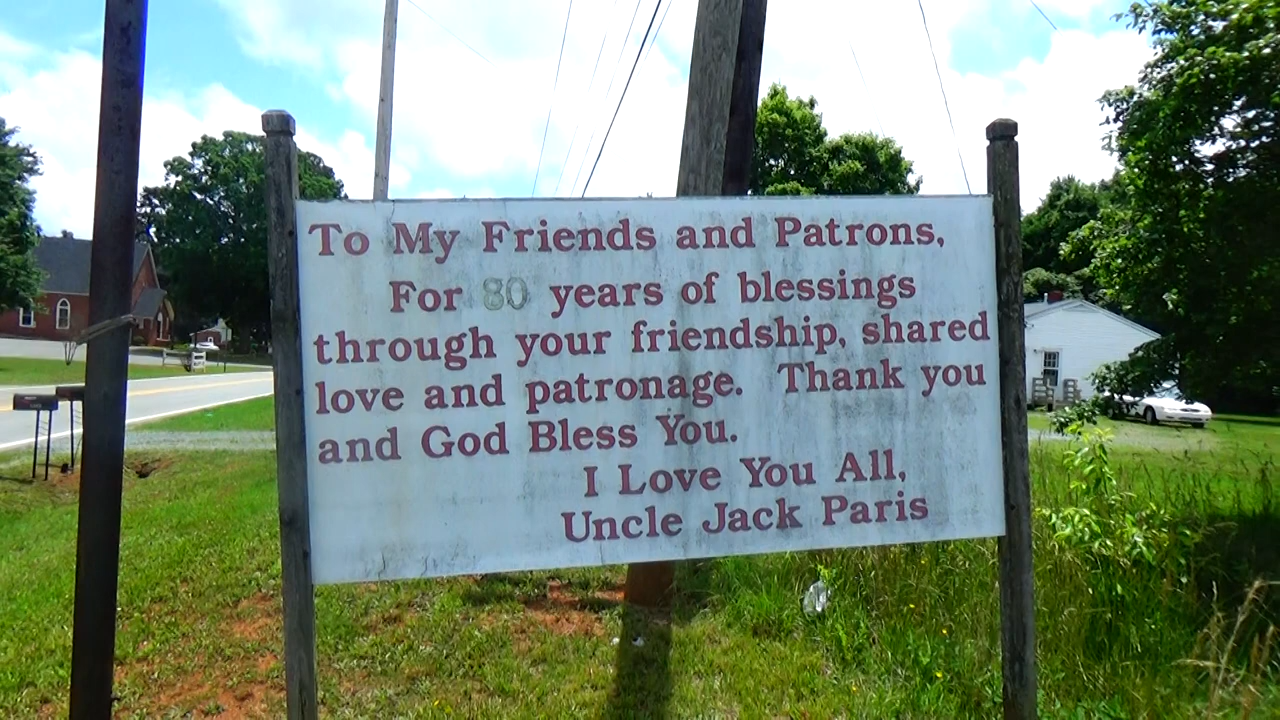 To My Friends and Patrons,
For 80 years of blessings
through your friendship, shared
love and patronage. Thank you
and God Bless You.
I Love You All,
Uncle Jack Paris